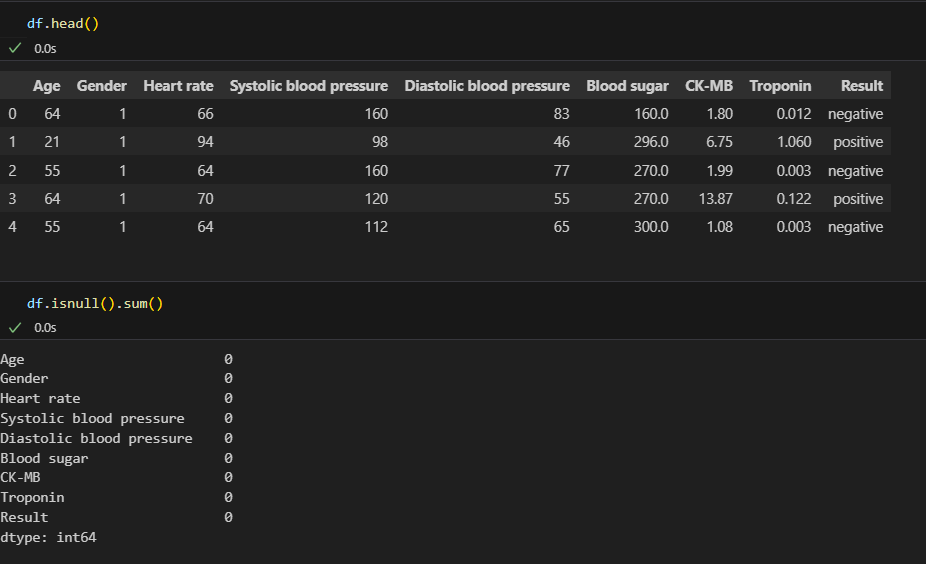 df.head()
0.0s
Age Gender Heart rate Systolic blood pressure Diastolic blood pressure Blood sugar CK-MB Troponin Result
0 64 1 66 160 83 160.0 1.80 0.012 negative
1 21 1 94 98 46 296.0 6.75 1.060 positive
2 55 1 64 160 77 270.0 1.99 0.003 negative
3 64 1 70 120 55 270.0 13.87 0.122 positive
4 55 1 64 112 65 300.0 1.08 0.003 negative
df.isnull().sum()
0.0s
Age 0
Gender 0
Heart rate 0
Systolic blood pressure 0
Diastolic blood pressure 0
Blood sugar 0
CK-MB 0
Troponin 0
Result 0
dtype: int64